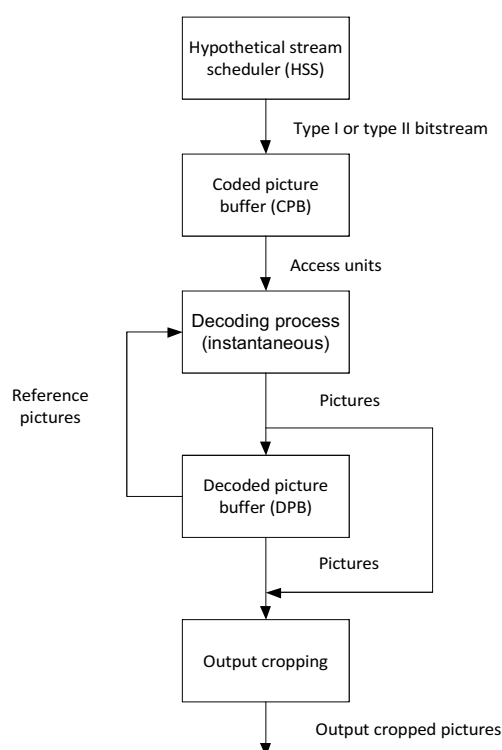 Hypothetical stream
scheduler (HSS)
Type I or type II bitstream
Coded picture
buffer (CPB)
Access units
Decoding process
(instantaneous)
Reference
pictures
Pictures
Decoded picture
buffer (DPB)
Pictures
Output cropping
Output cropped pictures